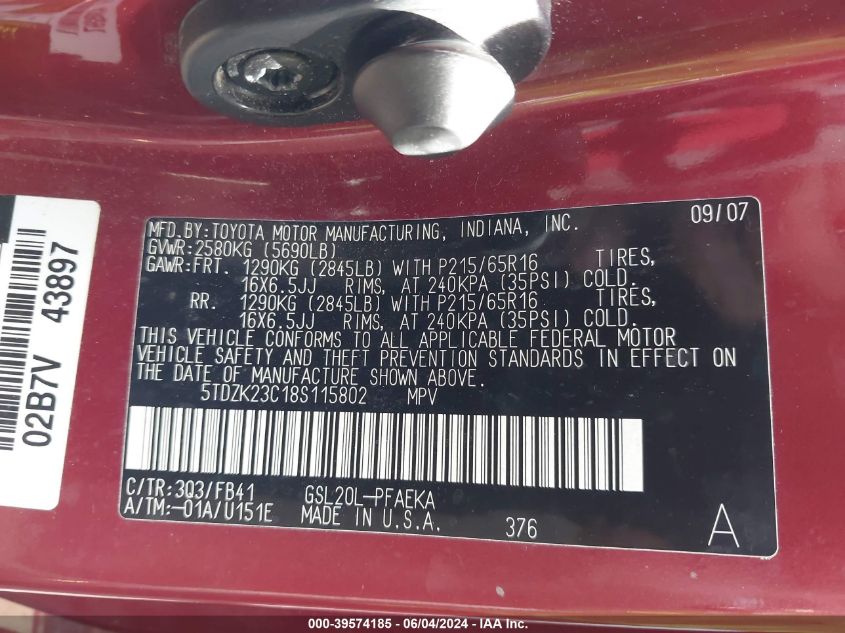 MFD.BY:TOYOTA MOTOR MANUFACTURING, INDIANA, INC. 09/07
GVWR:2580KG (5690LB)
GAWR:FRT. 1290KG (2845LB) WITH P215/65R16 TIRES,
16X6.5JJ RIMS, AT 240KPA (35PSI) COLD.
RR. 1290KG (2845LB) WITH P215/65R16 TIRES,
16X6.5JJ RIMS, AT 240KPA (35PSI) COLD.
THIS VEHICLE CONFORMS TO ALL APPLICABLE FEDERAL MOTOR
VEHICLE SAFETY AND THEFT PREVENTION STANDARDS IN EFFECT ON
THE DATE OF MANUFACTURE SHOWN ABOVE.
5TDZK23C18S115802 MPV
C/TR:3Q3/FB41 GSL20L-PFAEKA
A/TM:-01A/U151E MADE IN U.S.A. 376 A
02B7V 43897
000-39574185 - 06/04/2024 - IAA Inc.